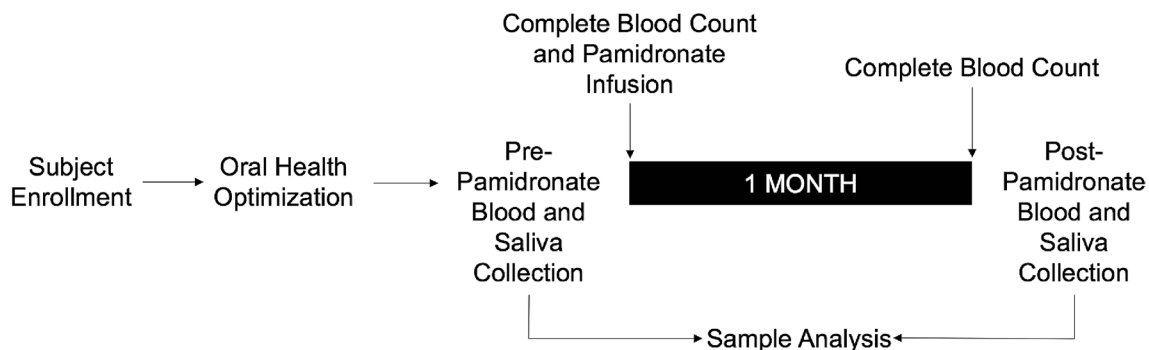 Complete Blood Count
and Pamidronate
Infusion
Complete Blood Count
Subject
Enrollment
Oral Health
Optimization
Pre-
Pamidronate
Blood and
Saliva
Collection
1 MONTH
Post-
Pamidronate
Blood and
Saliva
Collection
Sample Analysis